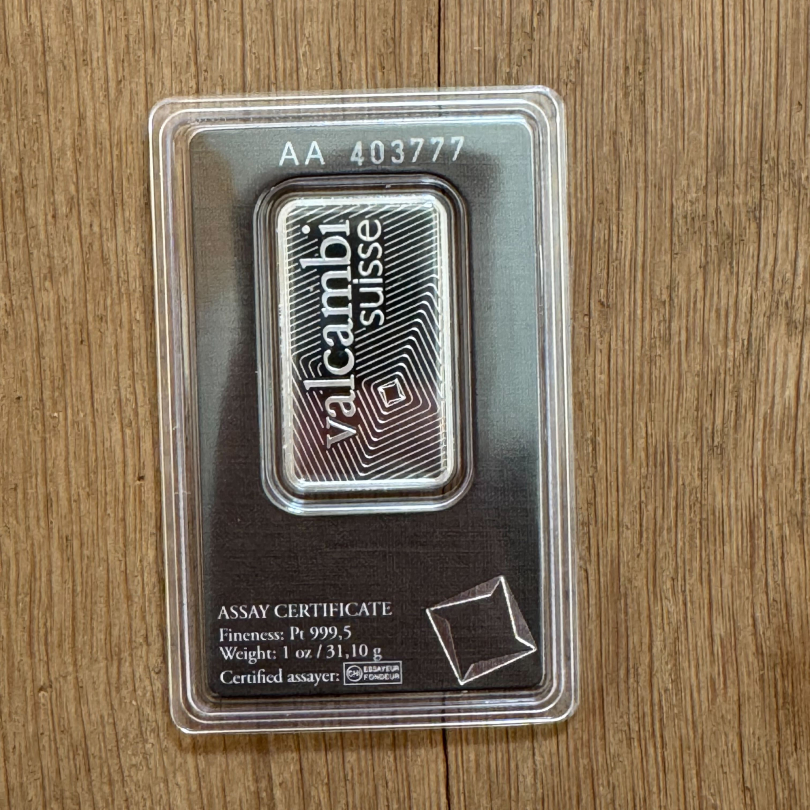 AA 403777
valcambi
suisse
ASSAY CERTIFICATE
Fineness: Pt 999,5
Weight: 1 oz / 31,10 g
Certified assayer: CHI ESSAYEUR
FONDEUR